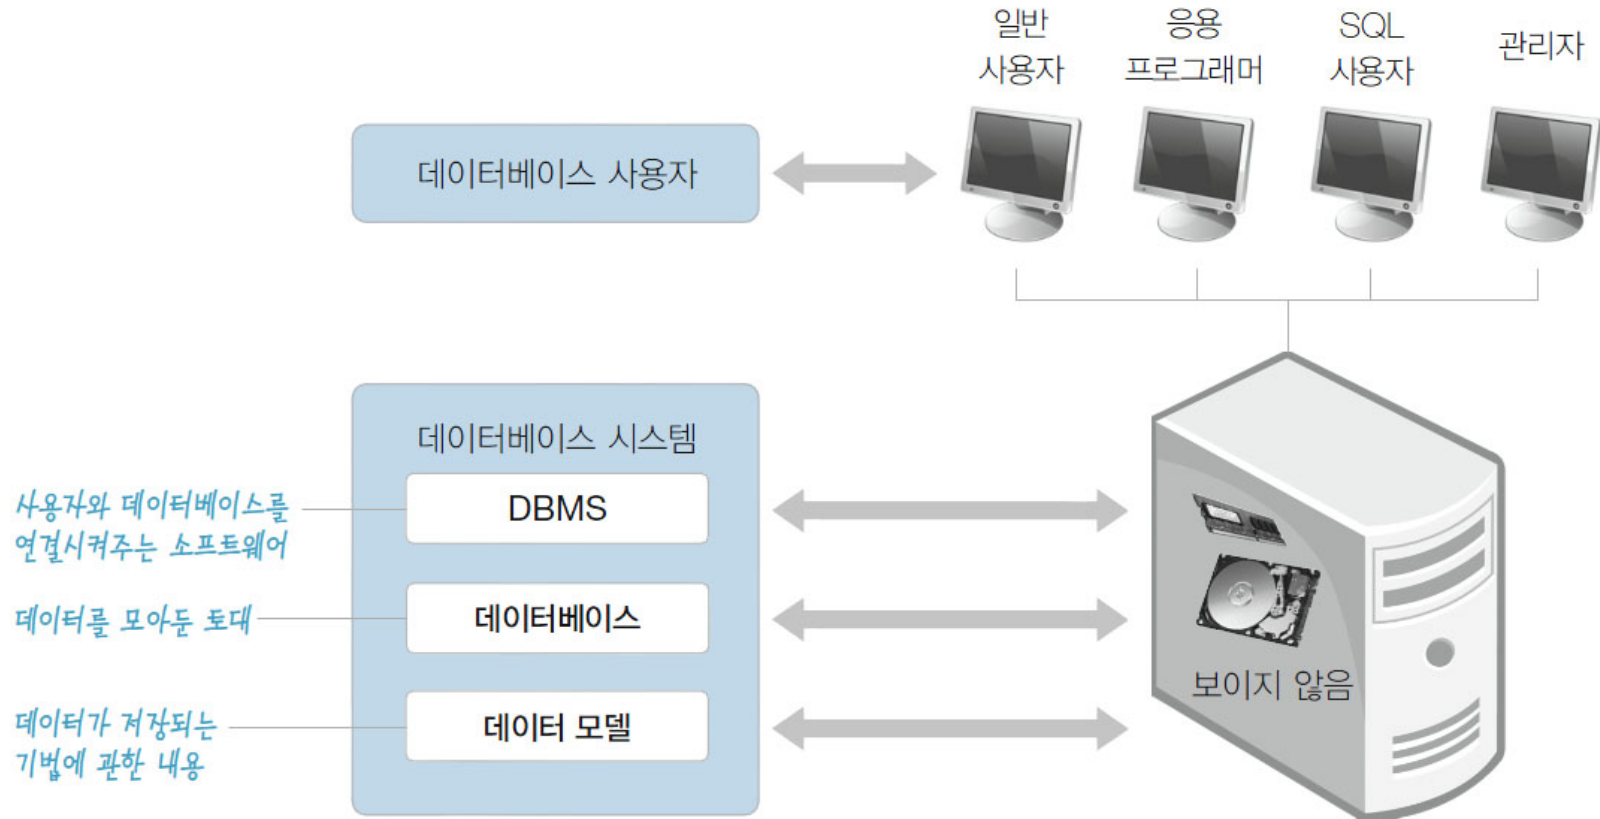 일반
사용자
응용
프로그래머
SQL
사용자
관리자
데이터베이스 사용자
데이터베이스 시스템
DBMS
사용자와 데이터베이스를
연결시켜주는 소프트웨어
데이터베이스
데이터를 모아둔 토대
데이터 모델
데이터가 저장되는
기법에 관한 내용
보이지 않음